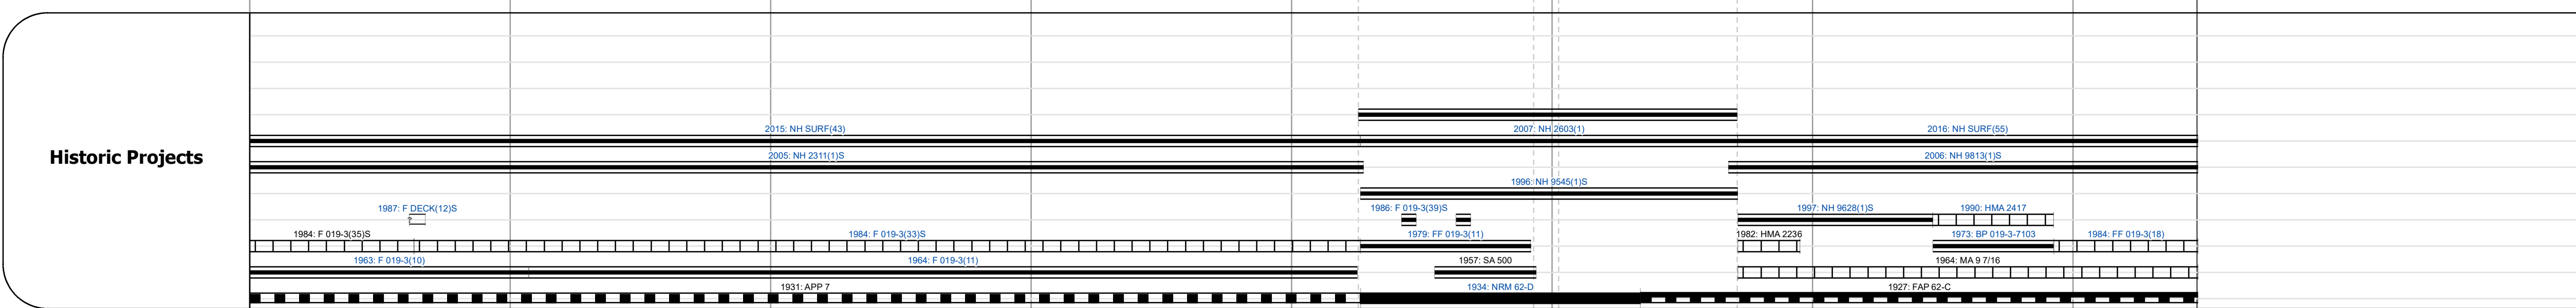 2015: NH SURF(43)
2007: NH 2603(1)
2016: NH SURF(55)
Historic Projects
2005: NH 2311(1)S
2006: NH 9813(1)S
1996: NH 9545(1)S
1987: F DECK(12)S
1986: F 019-3(39)S
1997: NH 9628(1)S
1990: HMA 2417
?
1984: F 019-3(35)S
1984: F 019-3(33)S
1979: FF 019-3(11)
1982: HMA 2236
1973: BP 019-3-7103
1984: FF 019-3(18)
1963: F 019-3(10)
1964: F 019-3(11)
1957: SA 500
1964: MA 9 7/16
1931: APP 7
1934: NRM 62-D
1927: FAP 62-C